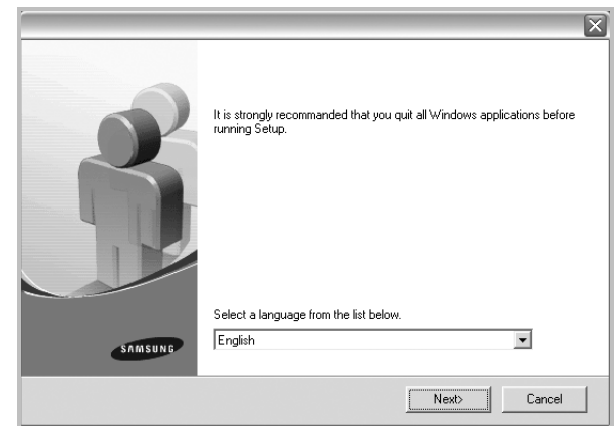 It is strongly recommanded that you quit all Windows applications before
running Setup.
Select a language from the list below.
English
SAMSUNG
Next>
Cancel